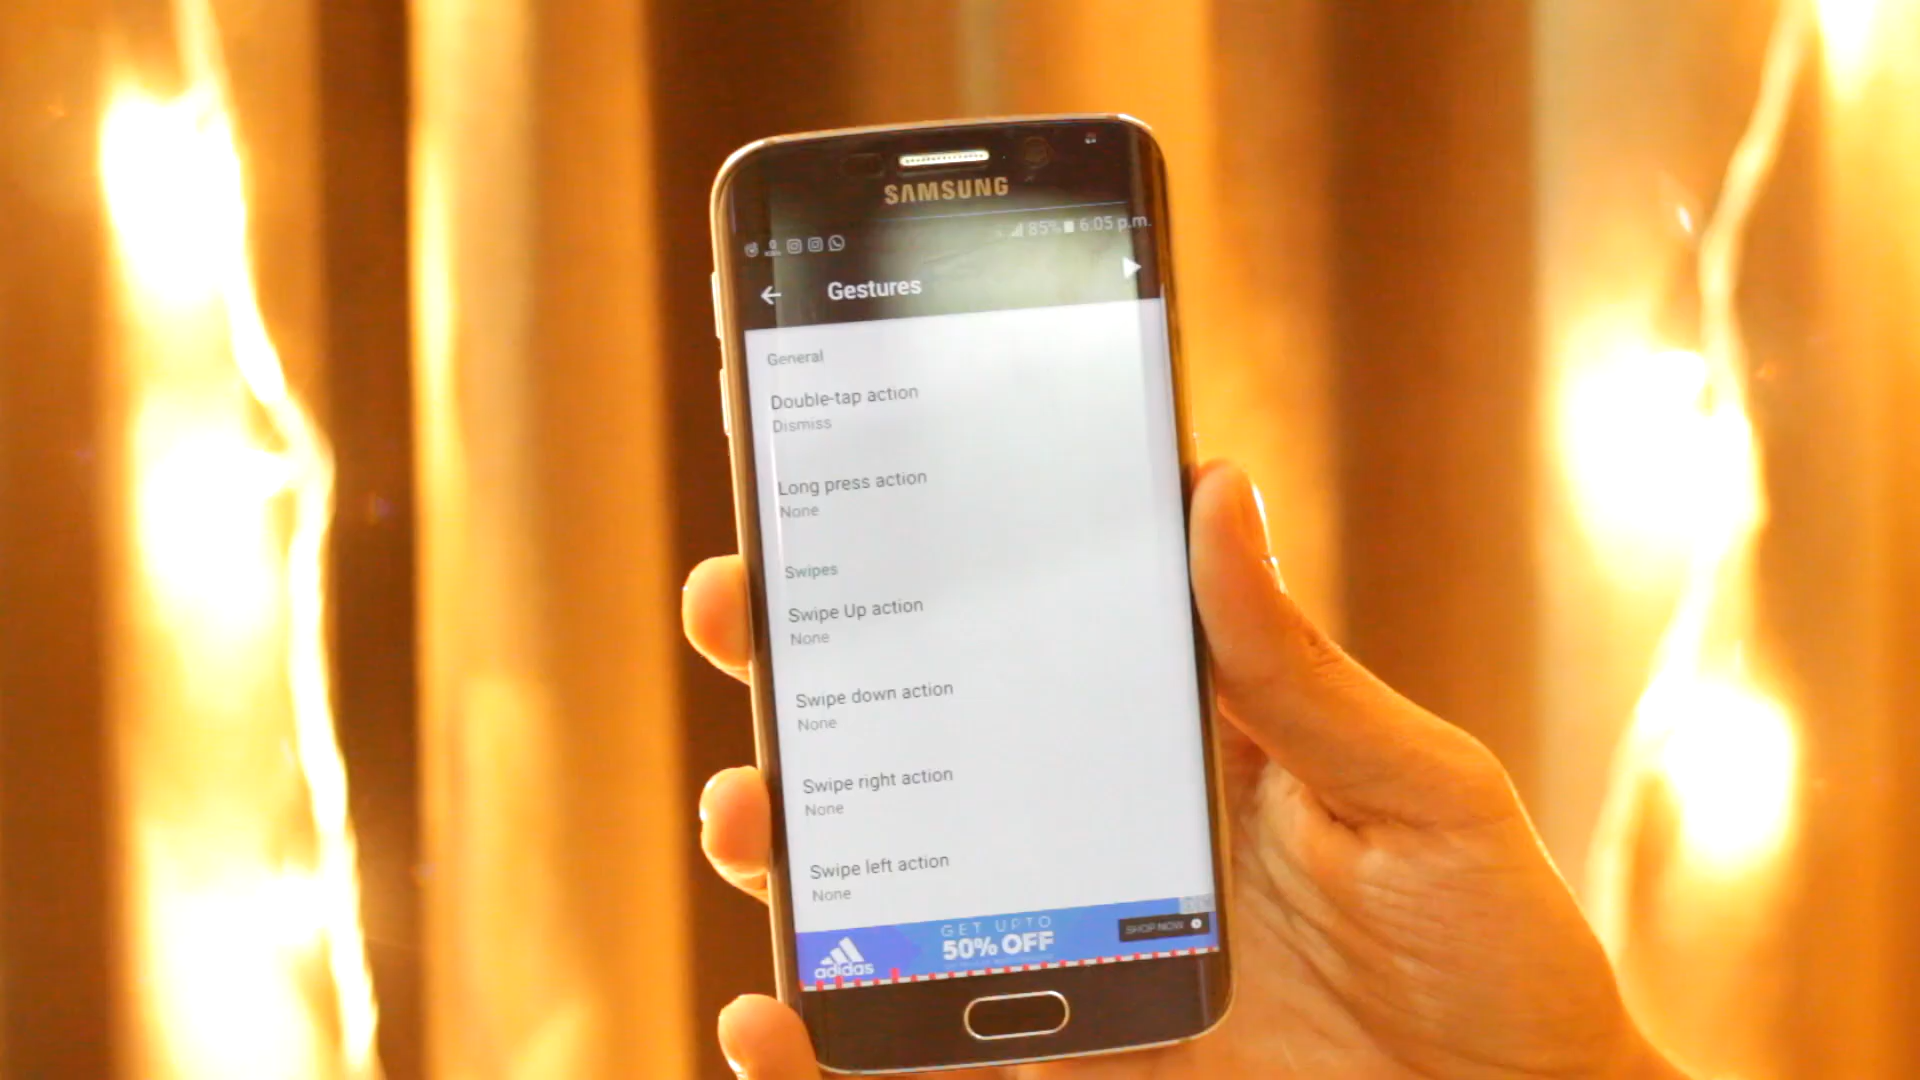 SAMSUNG
85% 6:05 p.m.
Gestures
General
Double-tap action
Dismiss
Long press action
None
Swipes
Swipe Up action
None
Swipe down action
None
Swipe right action
None
Swipe left action
None
adidas
GET UPTO
50% OFF
SHOP NOW